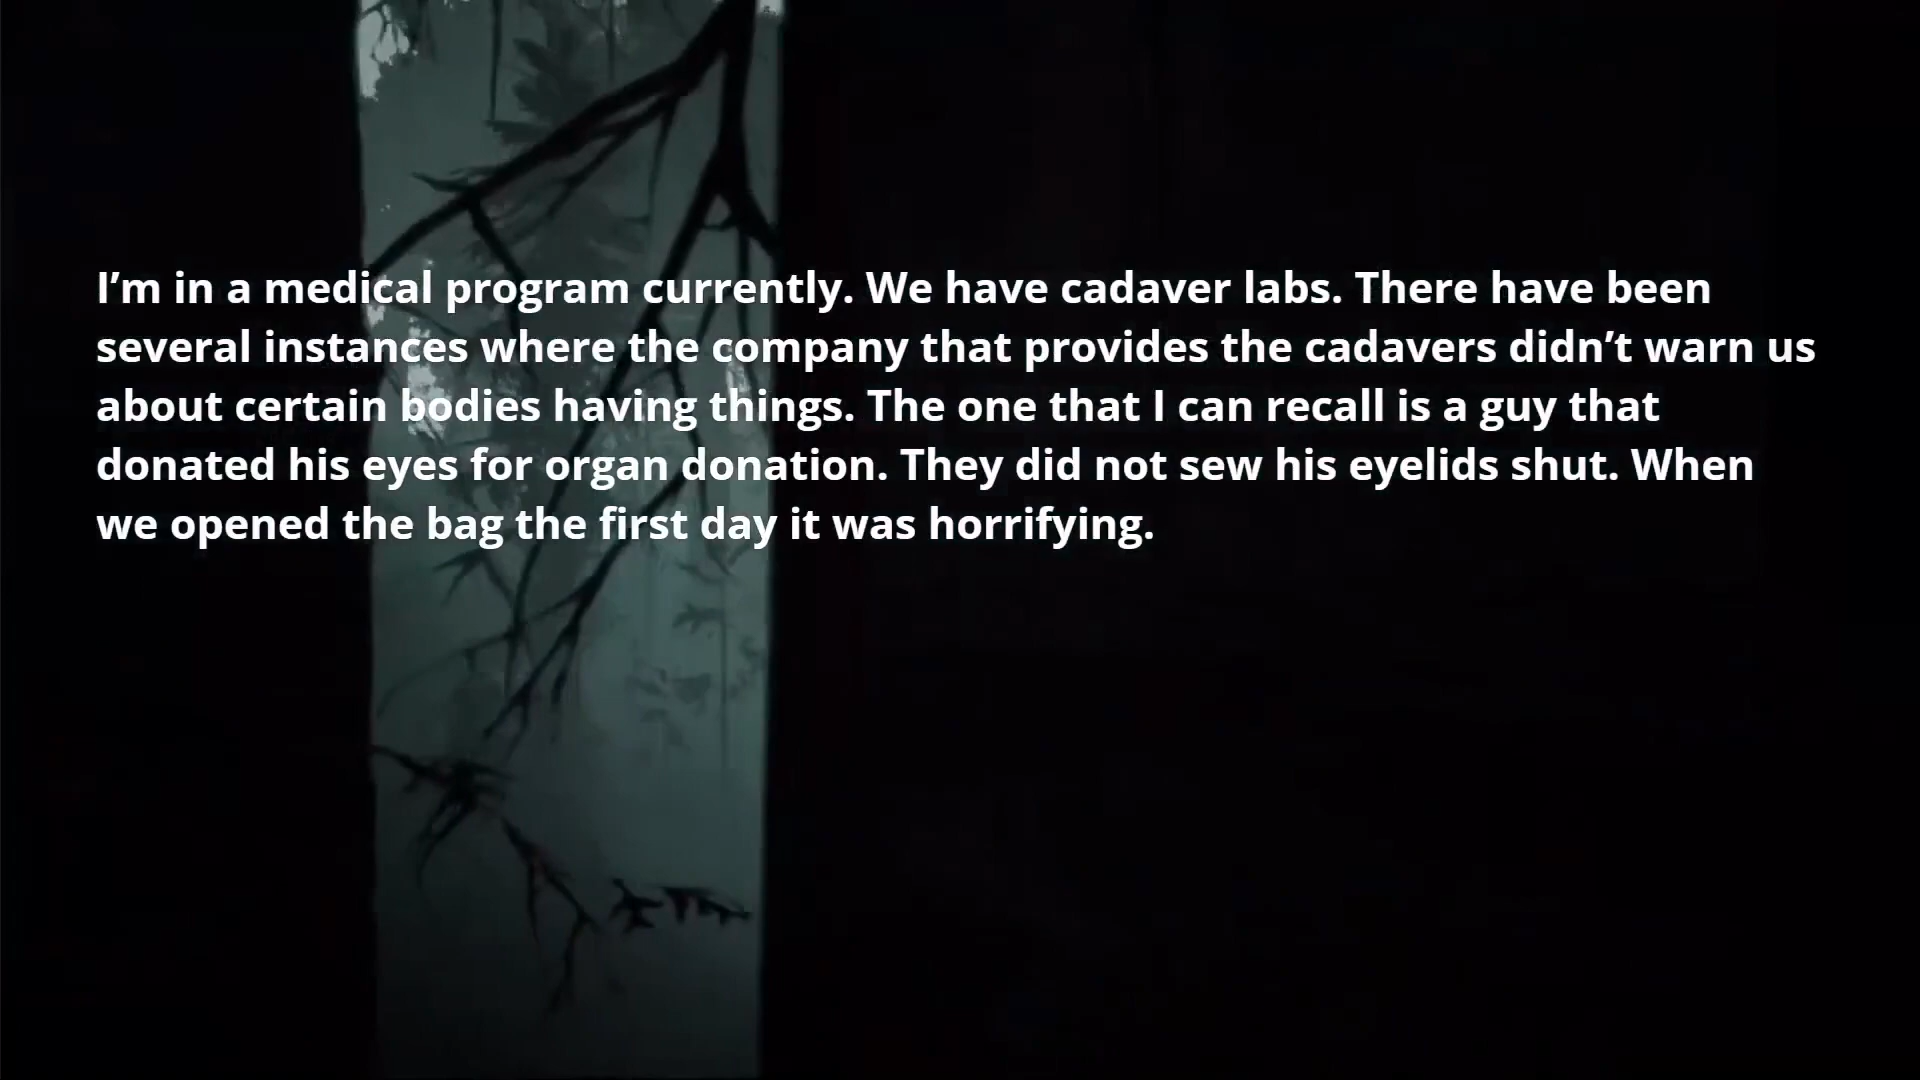 I’m in a medical program currently. We have cadaver labs. There have been
several instances where the company that provides the cadavers didn’t warn us
about certain bodies having things. The one that I can recall is a guy that
donated his eyes for organ donation. They did not sew his eyelids shut. When
we opened the bag the first day it was horrifying.